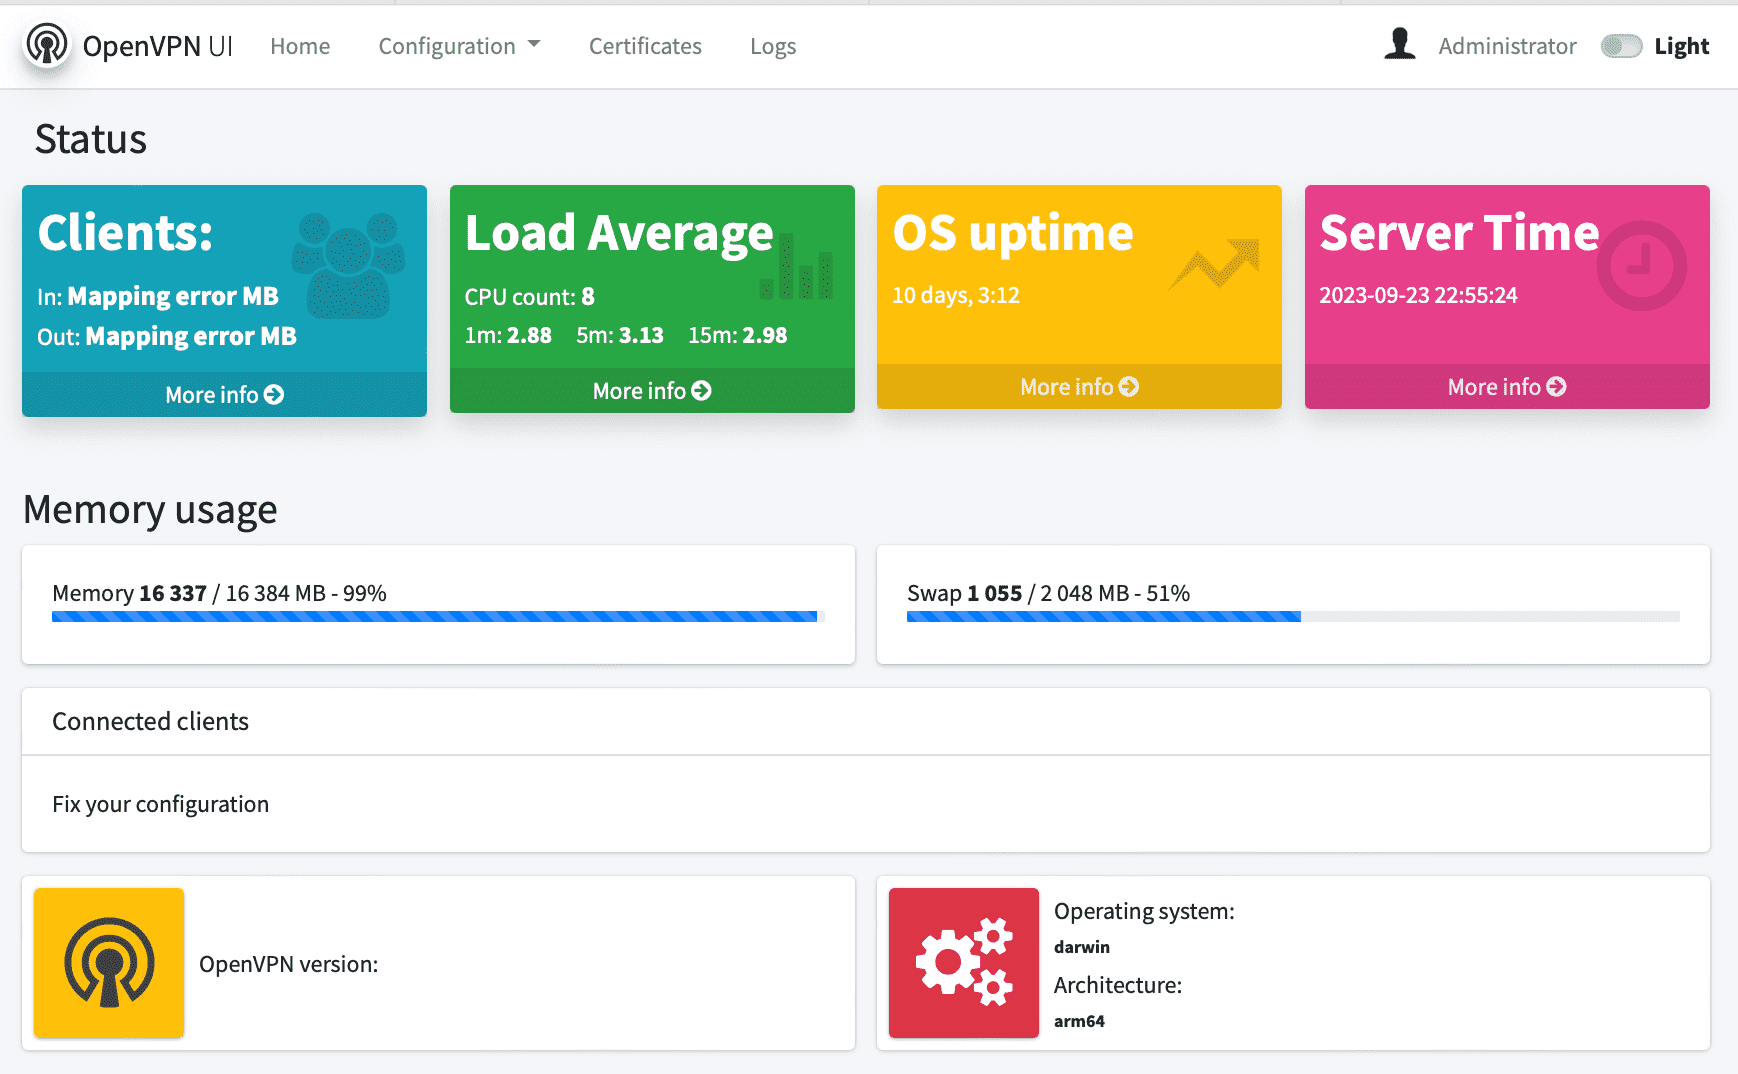 OpenVPN UI Home Configuration Certificates Logs Administrator Light
Status
Clients:
In: Mapping error MB
Out: Mapping error MB
More info
Load Average
CPU count: 8
1m: 2.88 5m: 3.13 15m: 2.98
More info
OS uptime
10 days, 3:12
More info
Server Time
2023-09-23 22:55:24
More info
Memory usage
Memory 16 337 / 16 384 MB - 99%
Swap 1 055 / 2 048 MB - 51%
Connected clients
Fix your configuration
OpenVPN version:
Operating system:
darwin
Architecture:
arm64